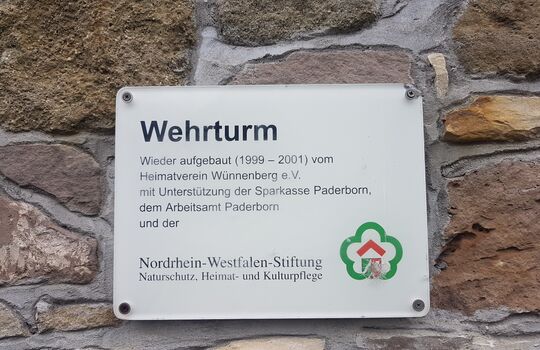 Wehrturm
Wieder aufgebaut (1999 – 2001) vom
Heimatverein Wünnenberg e.V.
mit Unterstützung der Sparkasse Paderborn,
dem Arbeitsamt Paderborn
und der
Nordrhein-Westfalen-Stiftung
Naturschutz, Heimat- und Kulturpflege